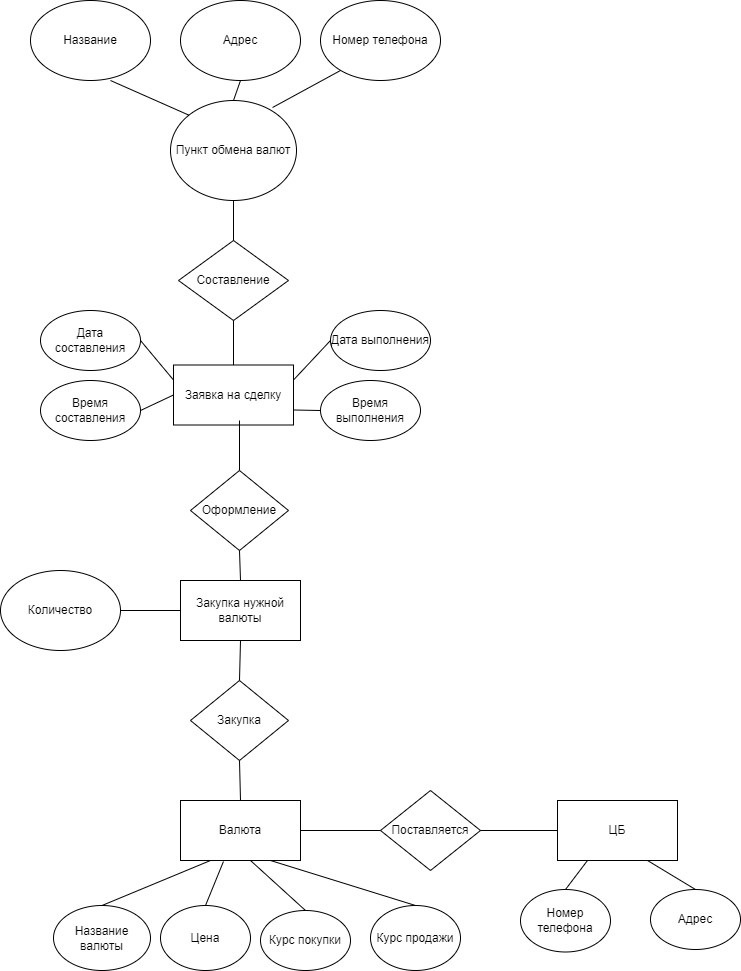 Название
Адрес
Номер телефона
Пункт обмена валют
Составление
Дата
составления
Дата выполнения
Заявка на сделку
Время
составления
Время
выполнения
Оформление
Закупка нужной
валюты
Количество
Закупка
Валюта
Поставляется
ЦБ
Название
валюты
Цена
Курс покупки
Курс продажи
Номер
телефона
Адрес